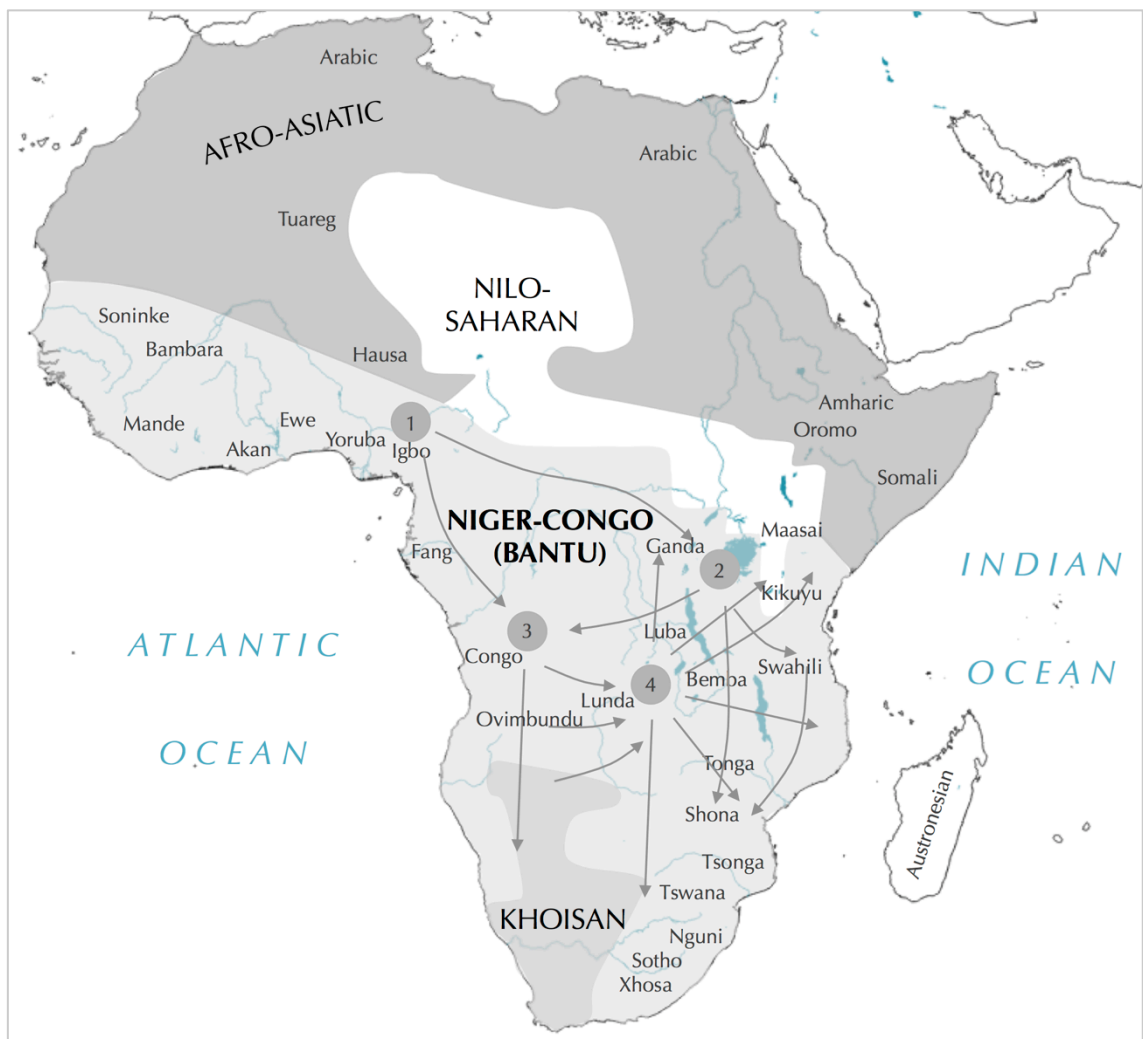 Arabic
AFRO-ASIATIC
Arabic
Tuareg
NILO-
SAHARAN
Soninke
Bambara
Hausa
Mande
Ewe
Akan
Yoruba
1
Igbo
Amharic
Oromo
Somali
NIGER-CONGO
(BANTU)
Fang
Ganda
Maasai
2
Kikuyu
INDIAN
OCEAN
ATLANTIC
OCEAN
3
Congo
Luba
Swahili
Lunda
4
Bemba
Ovimbundu
Tonga
Shona
Austronesian
Tsonga
Tswana
KHOISAN
Nguni
Sotho
Xhosa